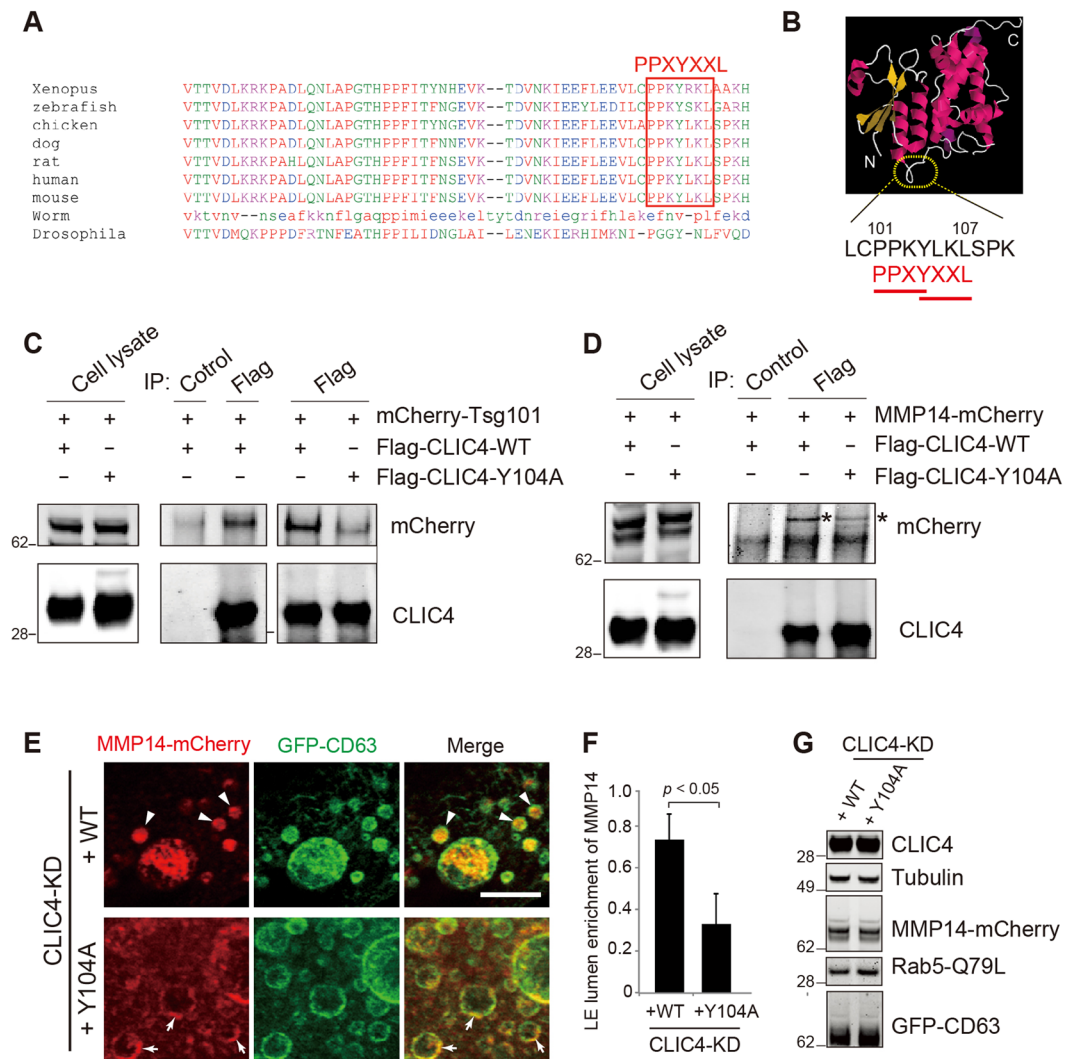 A
PPXYXXL
Xenopus VTTVDLKRKPADLQNLAPGTHPPFITYNHEVK--TDVNKIEEFLEEVLCPPKYRKLAAKH
zebrafish VTTVDLKRKPADLQNLAPGTHPPFITFNGEVK--TDVNKIEEYLEDILCPPKYSKLGARH
chicken VTTVDLKRKPADLQNLAPGTHPPFITYNGEVK--TDVNKIEEFLEEVLAPPKYLKLSPKH
dog VTTVDLKRKPADLQNLAPGTHPPFITFNGEVK--TDVNKIEEFLEEVLCPPKYLKLSPKH
rat VTTVDLKRKPAHLQNLAPGTHPPFITFNSEVK--TDVNKIEEFLEEVLCPPKYLKLSPKH
human VTTVDLKRKPADLQNLAPGTHPPFITFNSEVK--TDVNKIEEFLEEVLCPPKYLKLSPKH
mouse VTTVDLKRKPADLQNLAPGTHPPFITFNSEVK--TDVNKIEEFLEEVLCPPKYLKLSPKH
Worm vktvnv--nseafkknflgaqppimieeekeltytdnreiegrifhlakefnv-plfekd
Drosophila VTTVDMQKPPPDFRTNFEATHPPILIDNGLAI--LENEKIERHIMKNI-PGGY-NLFVQD
B
C
N
101 107
LCPPKYLKLSPK
PPXYXXL
C
Cell lysate IP: Cotrol Flag Flag
+ + + + + + mCherry-Tsg101
+ – + + + – Flag-CLIC4-WT
– + – – – + Flag-CLIC4-Y104A
62– mCherry
28– CLIC4
D
Cell lysate IP: Control Flag
+ + + + + MMP14-mCherry
+ – + + – Flag-CLIC4-WT
– + – – + Flag-CLIC4-Y104A
62– * * mCherry
28– CLIC4
E
MMP14-mCherry GFP-CD63 Merge
CLIC4-KD
+ WT
+ Y104A
F
LE lumen enrichment of MMP14
p < 0.05
1.0
0.8
0.6
0.4
0.2
0
+WT +Y104A
CLIC4-KD
G
CLIC4-KD
+ WT
+ Y104A
28– CLIC4
49– Tubulin
62– MMP14-mCherry
28– Rab5-Q79L
62– GFP-CD63